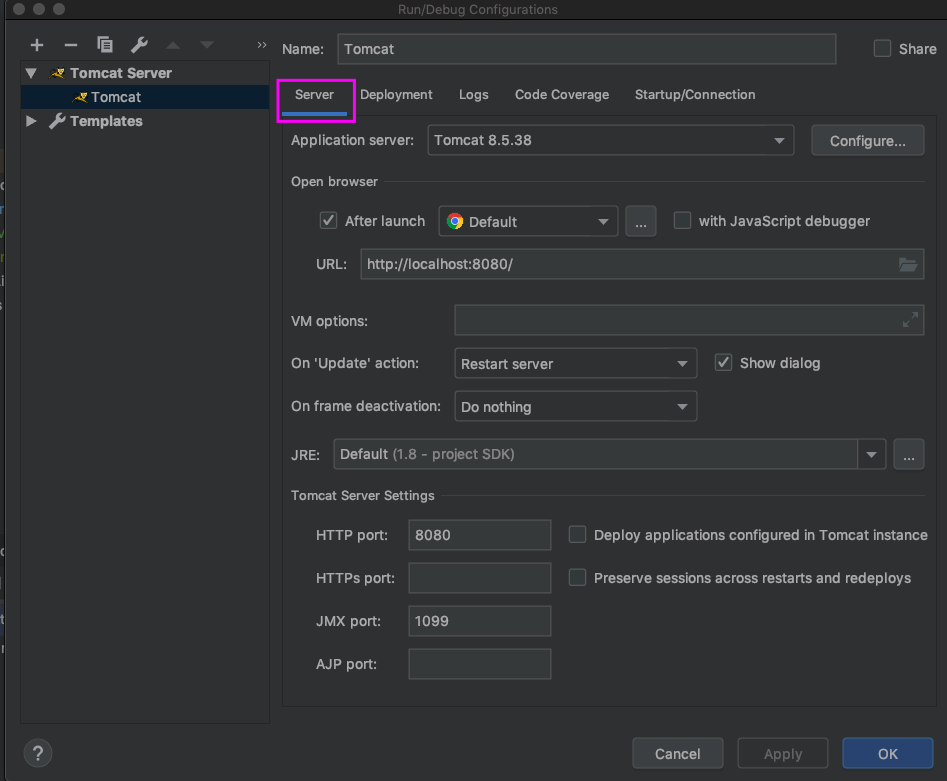 Run/Debug Configurations
Name: Tomcat Share
Tomcat Server
Tomcat
Templates
Server Deployment Logs Code Coverage Startup/Connection
Application server: Tomcat 8.5.38 Configure...
Open browser
After launch Default ... with JavaScript debugger
URL: http://localhost:8080/
VM options:
On 'Update' action: Restart server Show dialog
On frame deactivation: Do nothing
JRE: Default (1.8 - project SDK) ...
Tomcat Server Settings
HTTP port: 8080 Deploy applications configured in Tomcat instance
HTTPs port: Preserve sessions across restarts and redeploys
JMX port: 1099
AJP port:
? Cancel Apply OK